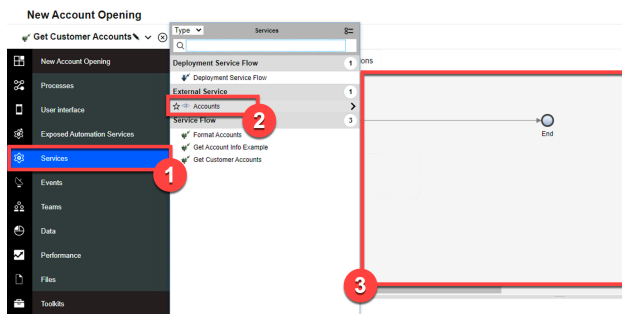 New Account Opening
Get Customer Accounts
Type
Services
New Account Opening
Processes
User interface
Exposed Automation Services
Services
Events
Teams
Data
Performance
Files
Toolkits
Deployment Service Flow 1
Deployment Service Flow
External Service 1
Accounts
Service Flow 3
Format Accounts
Get Account Info Example
Get Customer Accounts
ons
End
1
2
3